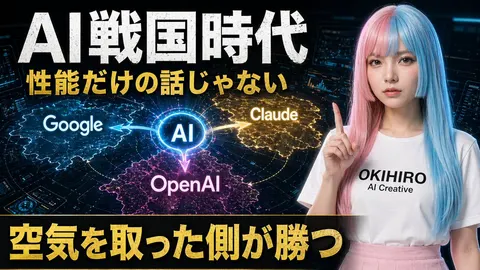 AI戦国時代
性能だけの話じゃない
Google
AI
Claude
OpenAI
OKIHIRO
AI Creative
空気を取った側が勝つ